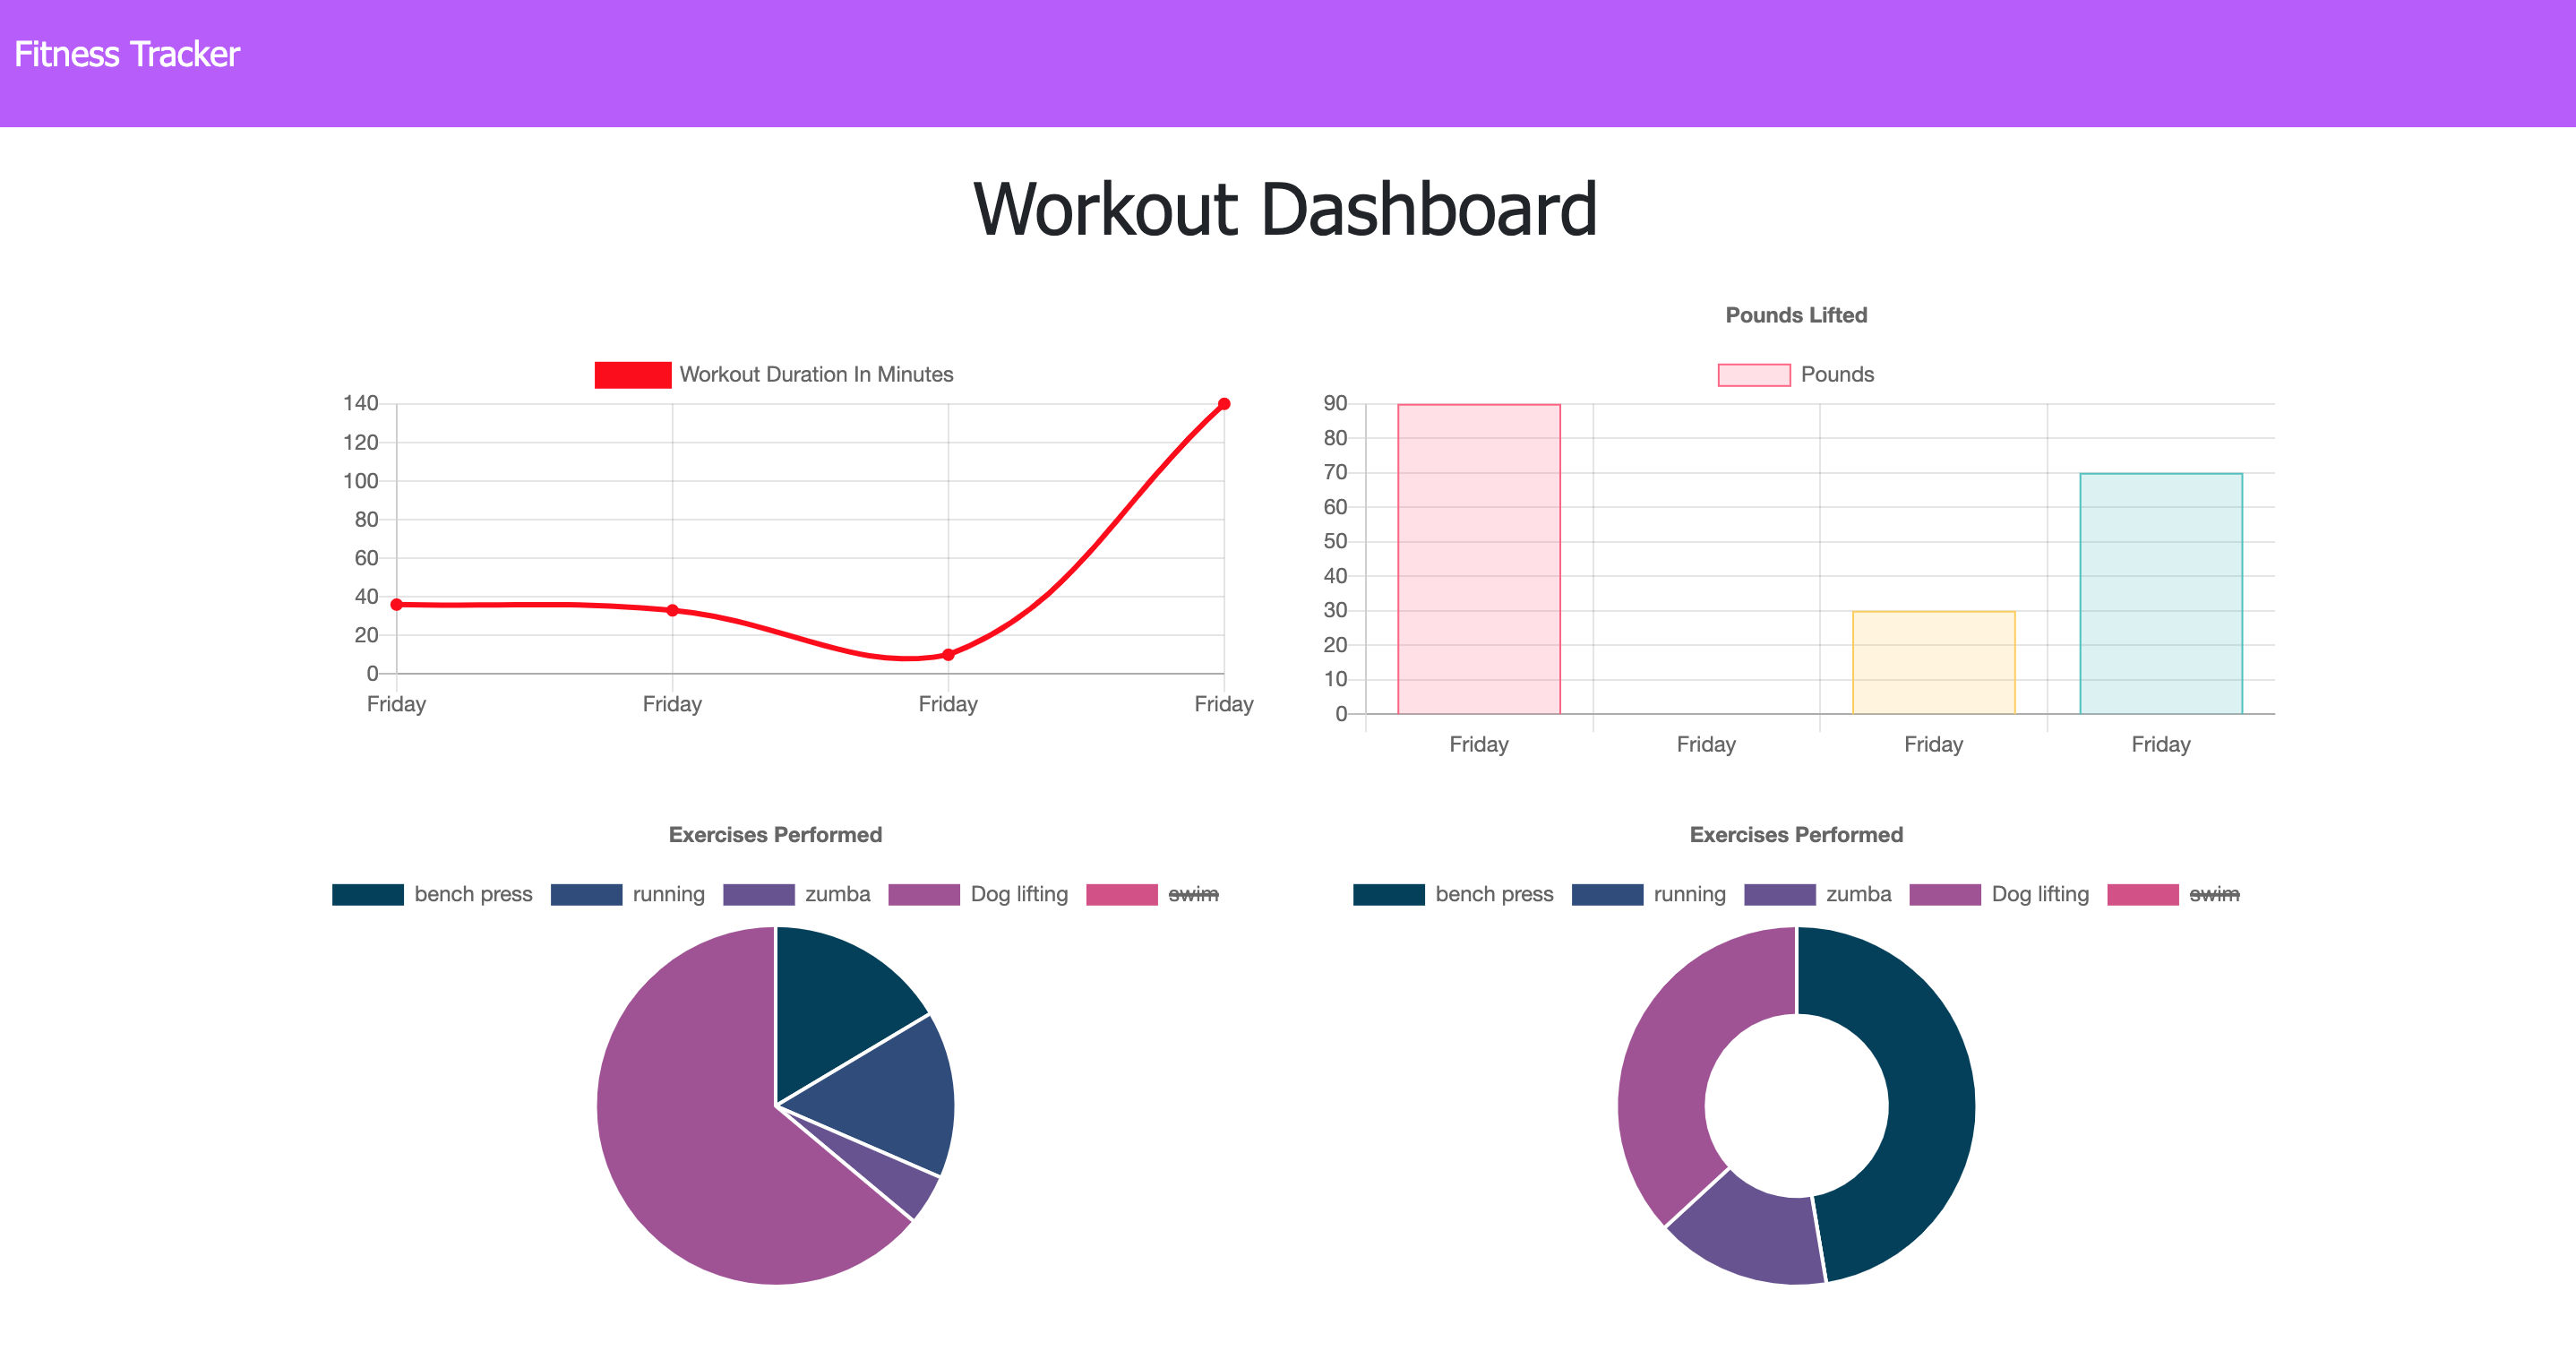 Fitness Tracker
Workout Dashboard
Workout Duration In Minutes
140
120
100
80
60
40
20
0
Friday Friday Friday Friday
Pounds Lifted
Pounds
90
80
70
60
50
40
30
20
10
0
Friday Friday Friday Friday
Exercises Performed
bench press running zumba Dog lifting swim
Exercises Performed
bench press running zumba Dog lifting swim